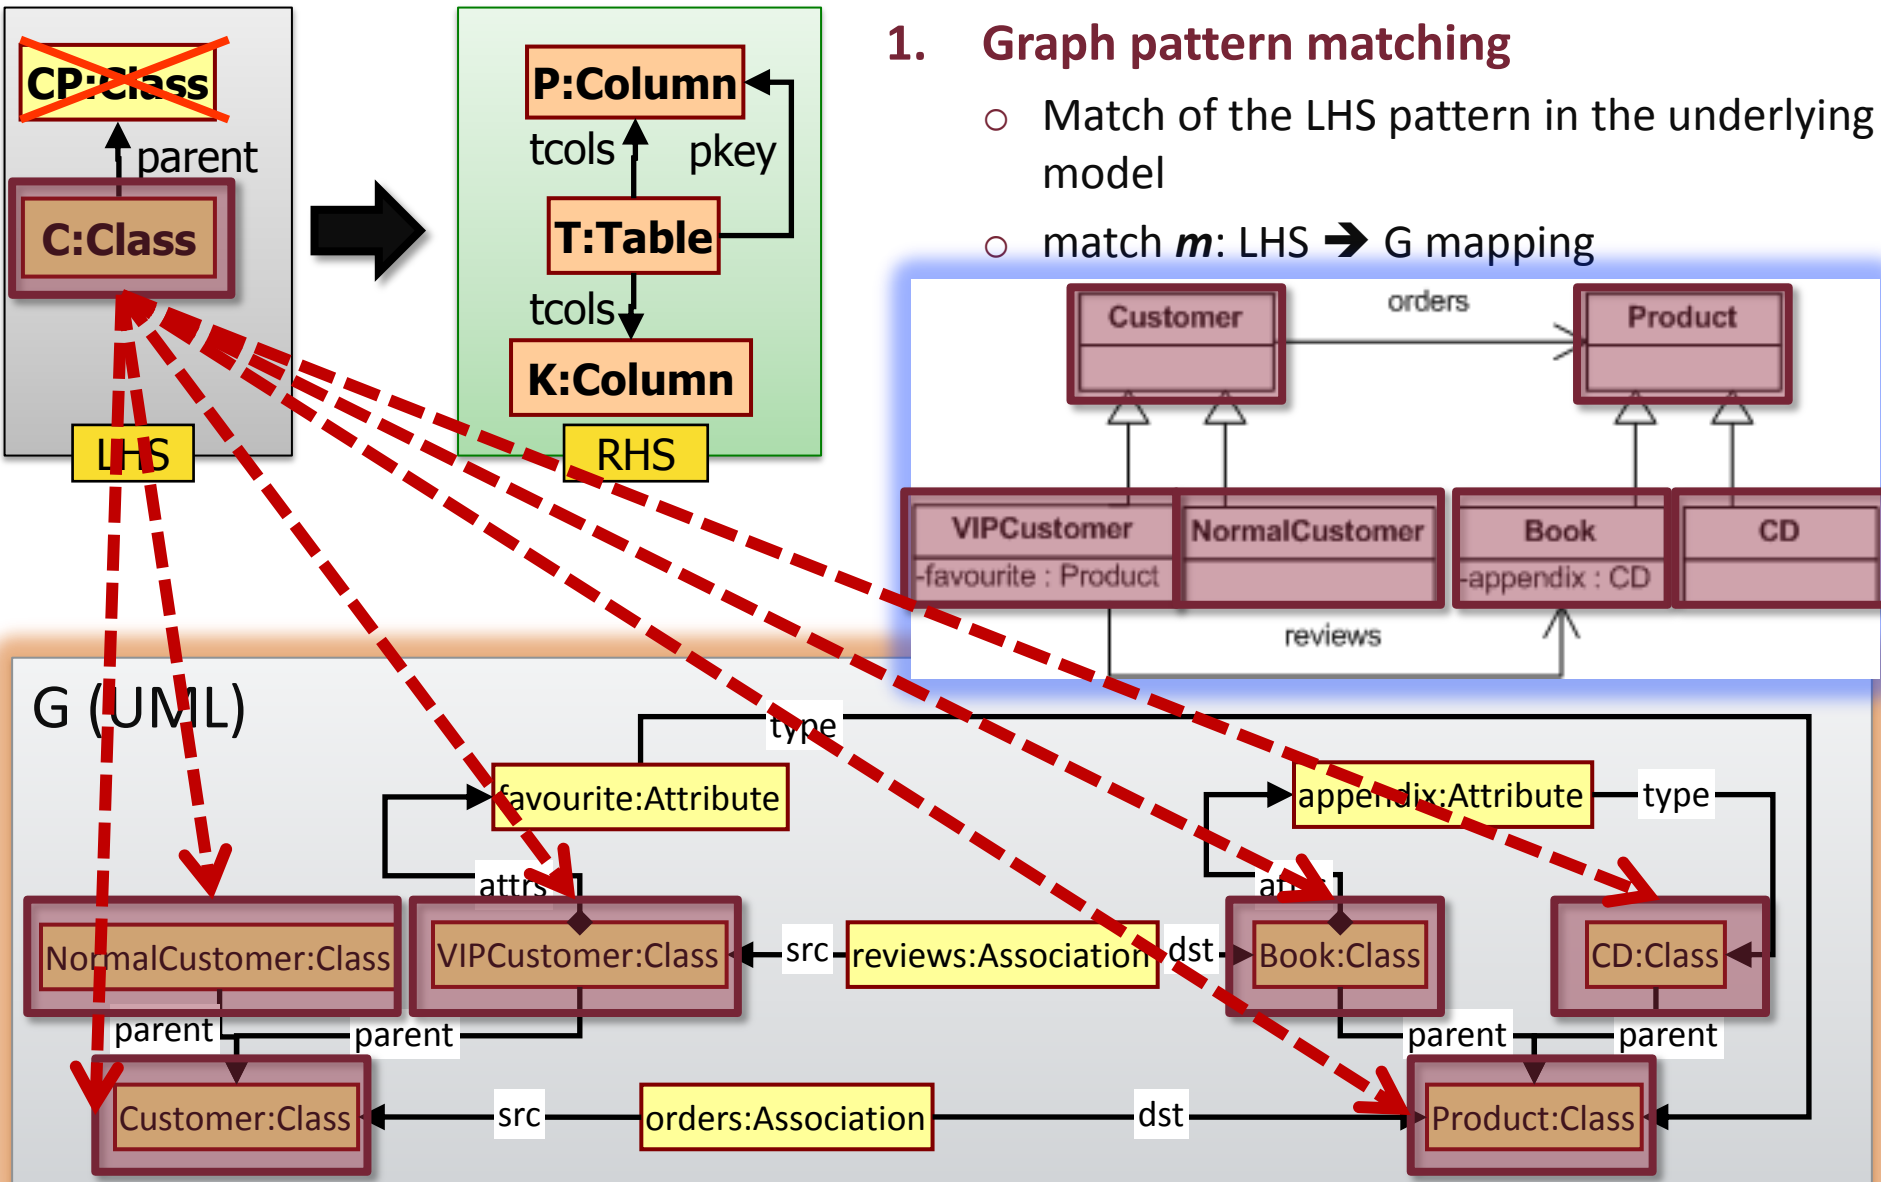 CP:Class
parent
C:Class
LHS
P:Column
tcols
pkey
T:Table
tcols
K:Column
RHS
1. Graph pattern matching
○ Match of the LHS pattern in the underlying
model
○ match m: LHS ➔ G mapping
Customer
orders
Product
VIPCustomer
-favourite : Product
NormalCustomer
Book
-appendix : CD
CD
reviews
G (UML)
type
favourite:Attribute
appendix:Attribute
type
attrs
attrs
NormalCustomer:Class
VIPCustomer:Class
src
reviews:Association
dst
Book:Class
CD:Class
parent
parent
parent
parent
Customer:Class
src
orders:Association
dst
Product:Class